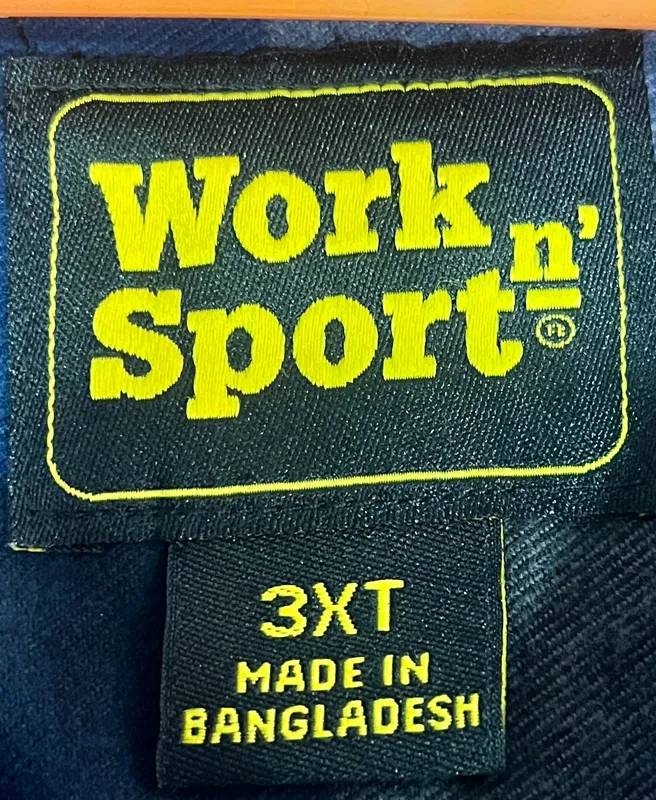 Work n'
Sport®
3XT
MADE IN
BANGLADESH